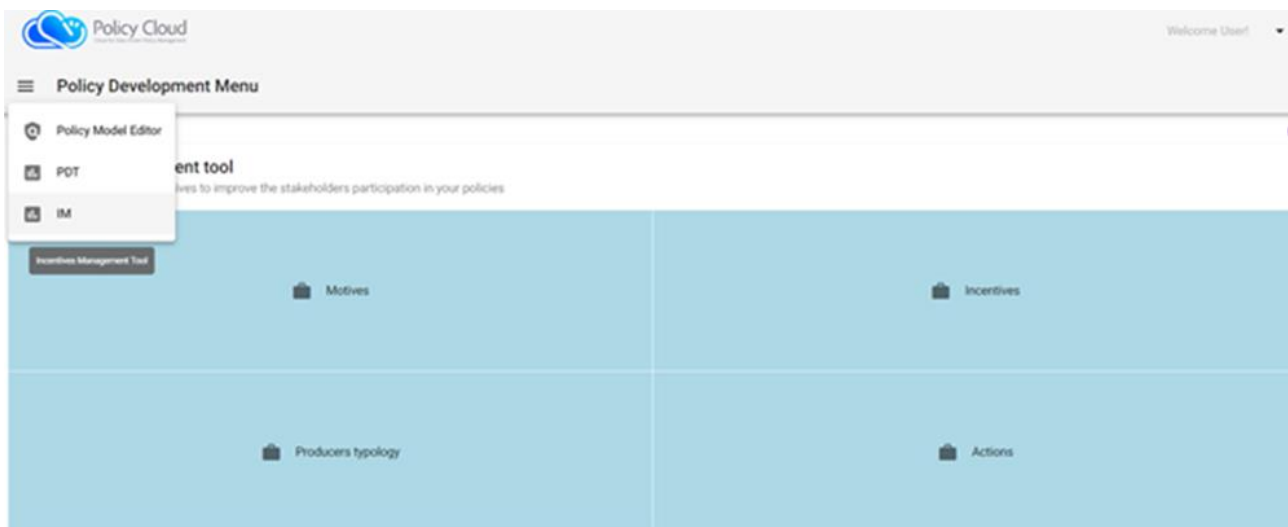 Policy Cloud
Welcome User!
Policy Development Menu
Policy Model Editor
PDT
ent tool
ives to improve the stakeholders participation in your policies
IM
Incentives Management Tool
Motives
Incentives
Producers typology
Actions